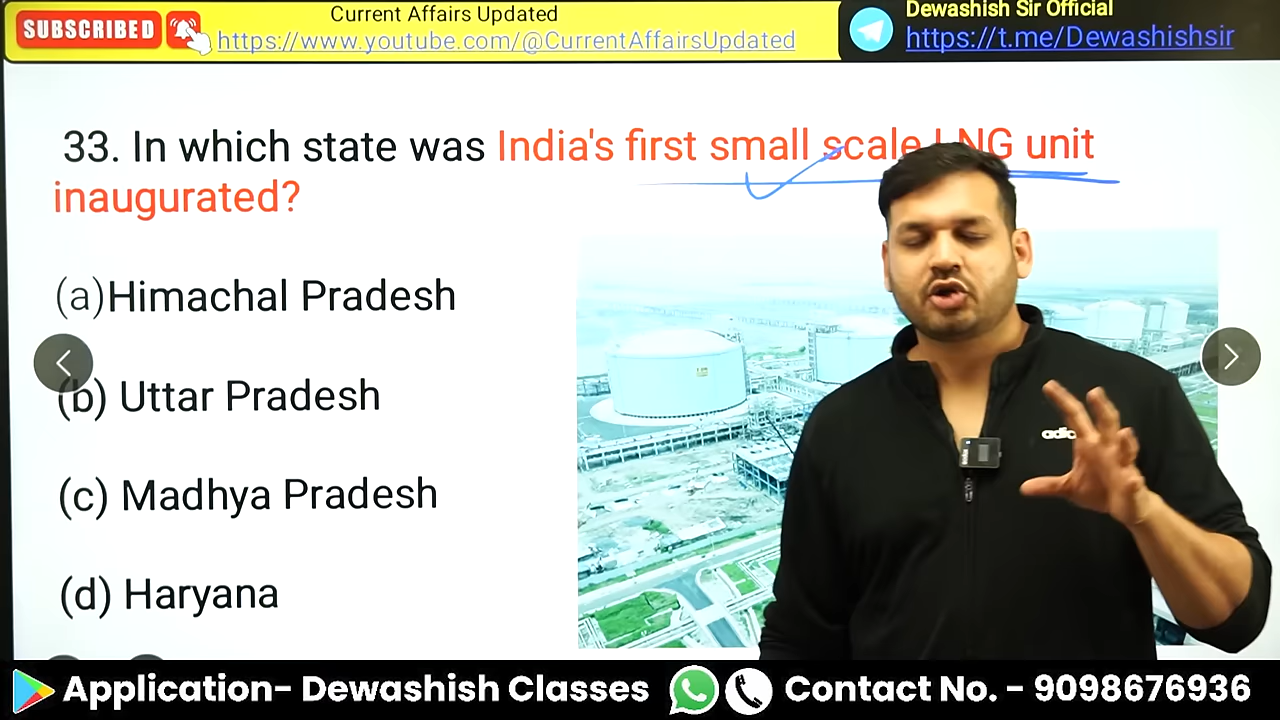 SUBSCRIBED
Current Affairs Updated
https://www.youtube.com/@CurrentAffairsUpdated
Dewashish Sir Official
https://t.me/Dewashishsir
33. In which state was India's first small scale LNG unit
inaugurated?
(a)Himachal Pradesh
(b) Uttar Pradesh
(c) Madhya Pradesh
(d) Haryana
Application- Dewashish Classes
Contact No. - 9098676936